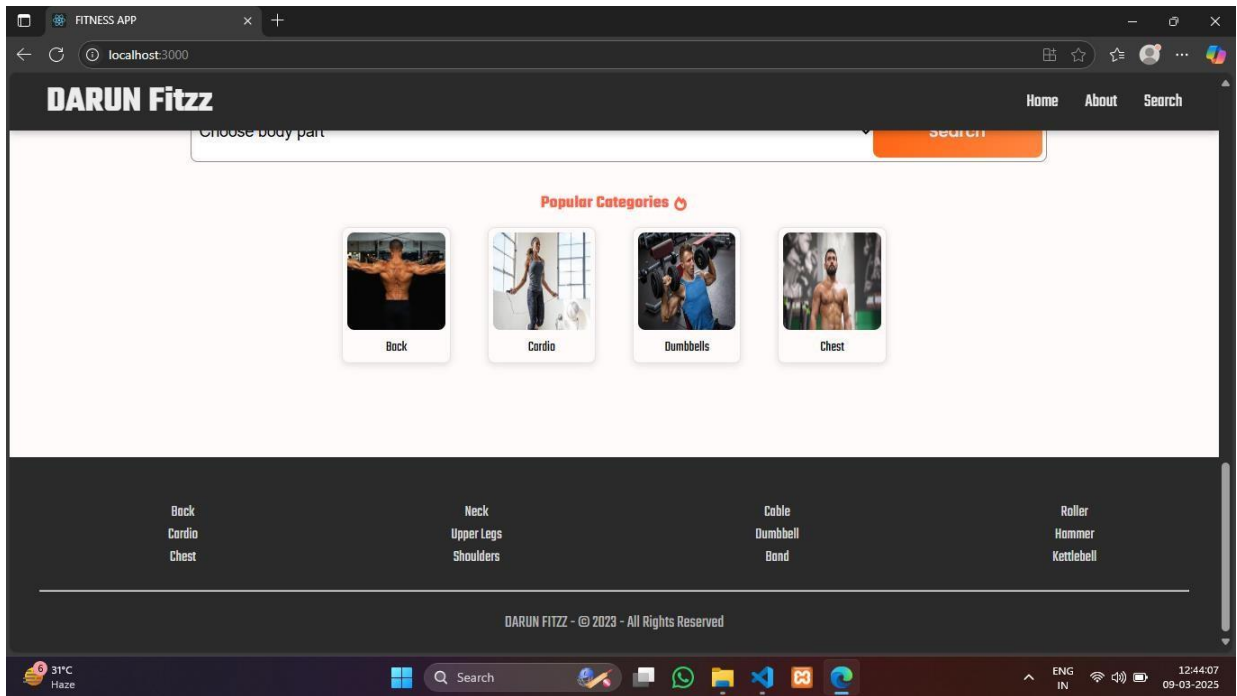 FITNESS APP
localhost:3000
DARUN Fitzz
Home About Search
Choose body part
Search
Popular Categories
Back Cardio Dumbbells Chest
Back Neck Cable Roller
Cardio Upper Legs Dumbbell Hammer
Chest Shoulders Band Kettlebell
DARUN FITZZ - © 2023 - All Rights Reserved
6
31°C
Haze
Search
ENG
IN
12:44:07
09-03-2025